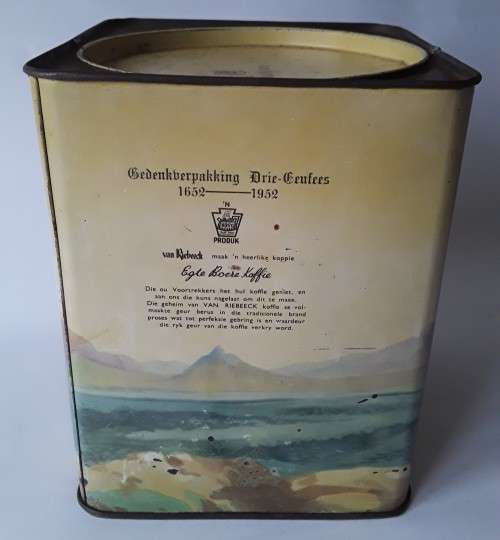 Gedenkverpakking Drie-Eeufees
1652 — 1952
'N
PRODUK
van Riebeeck maak 'n heerlike koppie
Egte Boere Koffie
Die ou Voortrekkers het hul koffie geniet, en
aan ons die kuns nagelaat om dit te maak.
Die geheim van VAN RIEBEECK koffie se vol-
maakte geur berus in die tradisionele brand
proses wat tot perfeksie gebring is en waardeur
die ryk geur van die koffie verkry word.